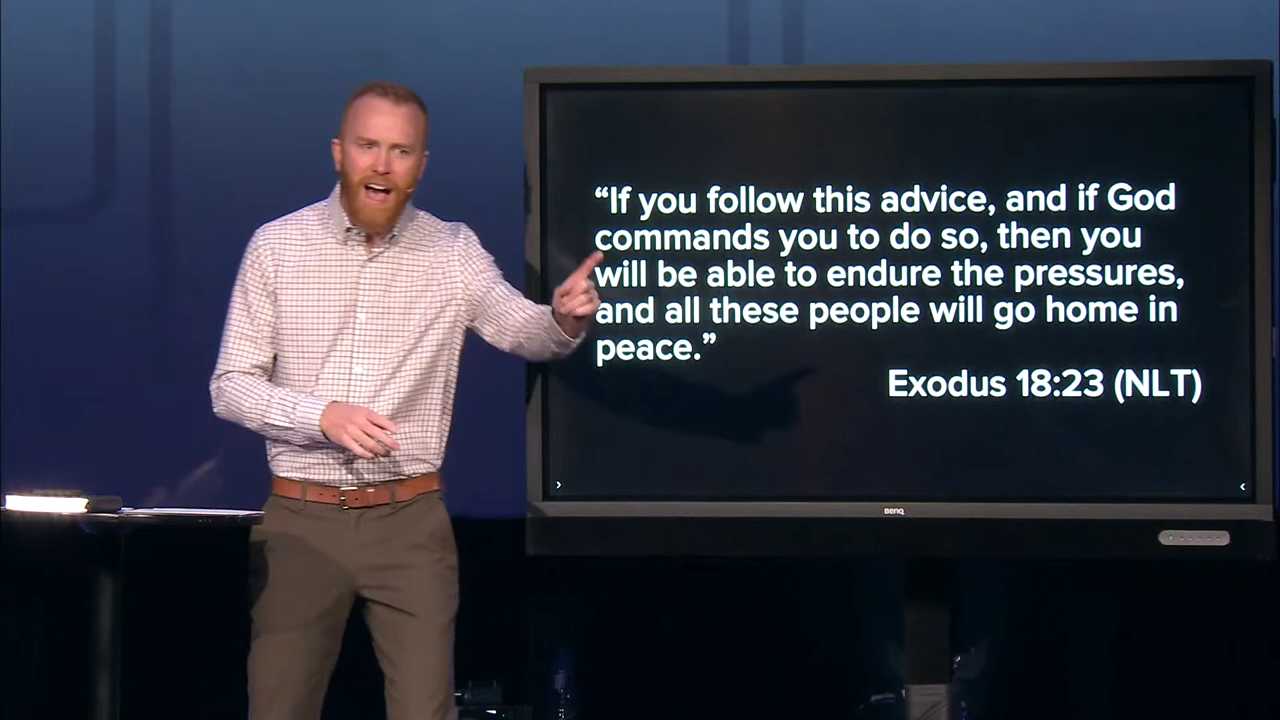 “If you follow this advice, and if God
commands you to do so, then you
will be able to endure the pressures,
and all these people will go home in
peace.”
Exodus 18:23 (NLT)
BenQ